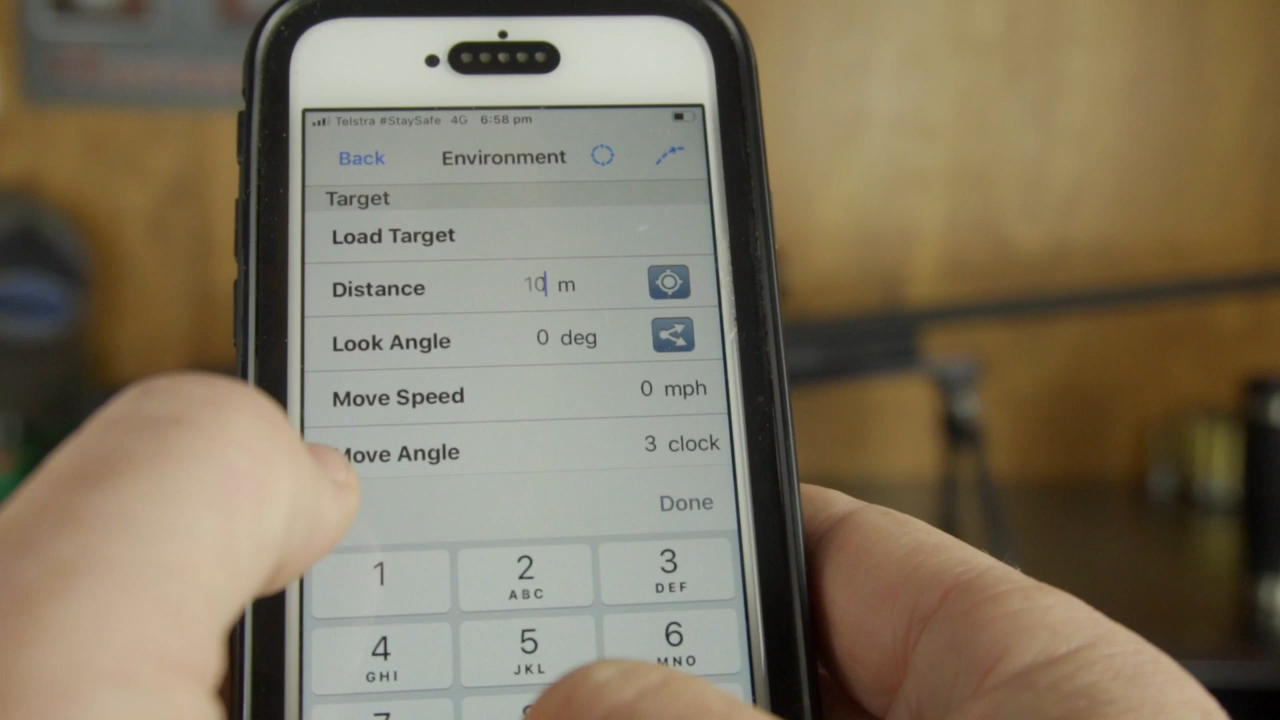 Telstra #StaySafe 4G 6:58 pm
Back Environment
Target
Load Target
Distance 10 m
Look Angle 0 deg
Move Speed 0 mph
Move Angle 3 clock
Done
1 2 3
ABC DEF
4 5 6
GHI JKL MNO